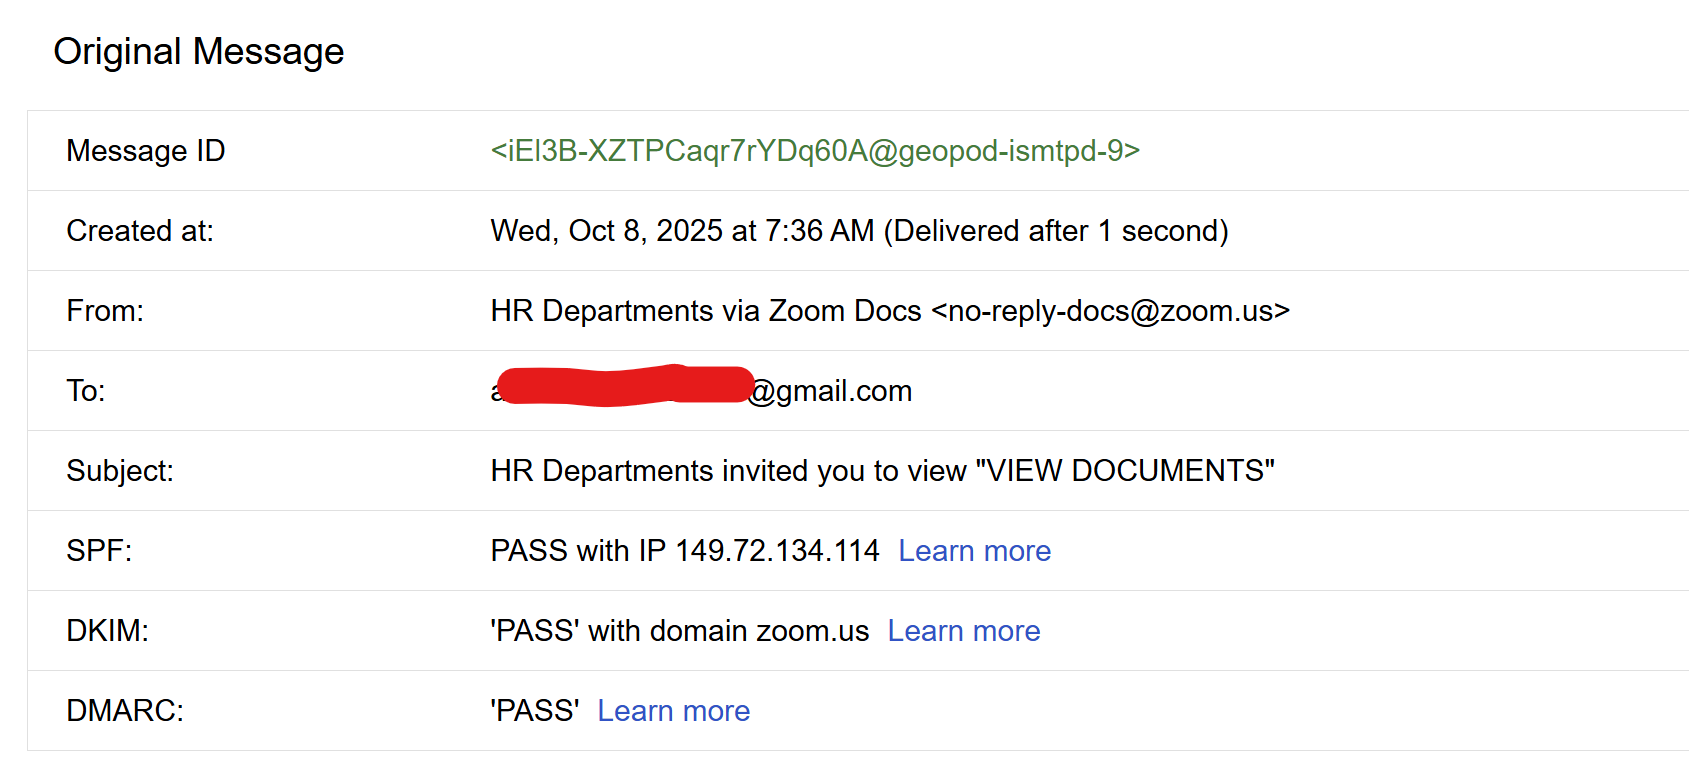 Original Message
Message ID <iEl3B-XZTPCaqr7rYDq60A@geopod-ismtpd-9>
Created at: Wed, Oct 8, 2025 at 7:36 AM (Delivered after 1 second)
From: HR Departments via Zoom Docs <no-reply-docs@zoom.us>
To: @gmail.com
Subject: HR Departments invited you to view "VIEW DOCUMENTS"
SPF: PASS with IP 149.72.134.114 Learn more
DKIM: 'PASS' with domain zoom.us Learn more
DMARC: 'PASS' Learn more